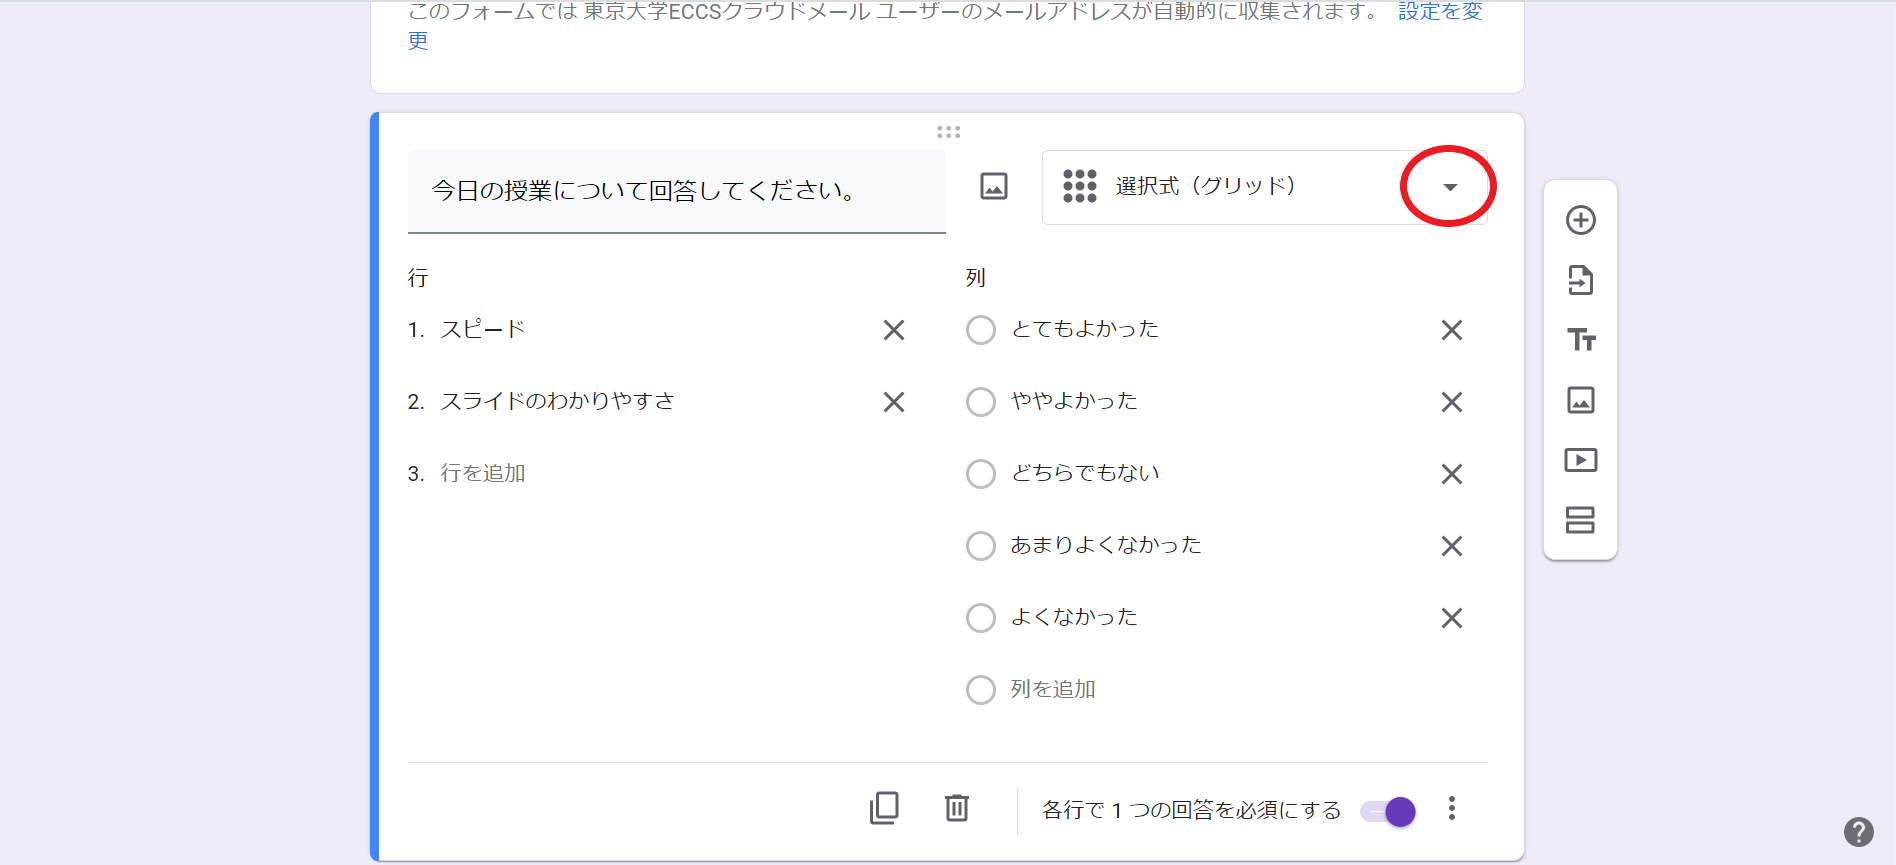 このフォームでは 東京大学ECCSクラウドメール ユーザーのメールアドレスが自動的に収集されます。 設定を変
更
今日の授業について回答してください。
選択式（グリッド）
行
列
1. スピード
とてもよかった
2. スライドのわかりやすさ
ややよかった
3. 行を追加
どちらでもない
あまりよくなかった
よくなかった
列を追加
各行で 1 つの回答を必須にする